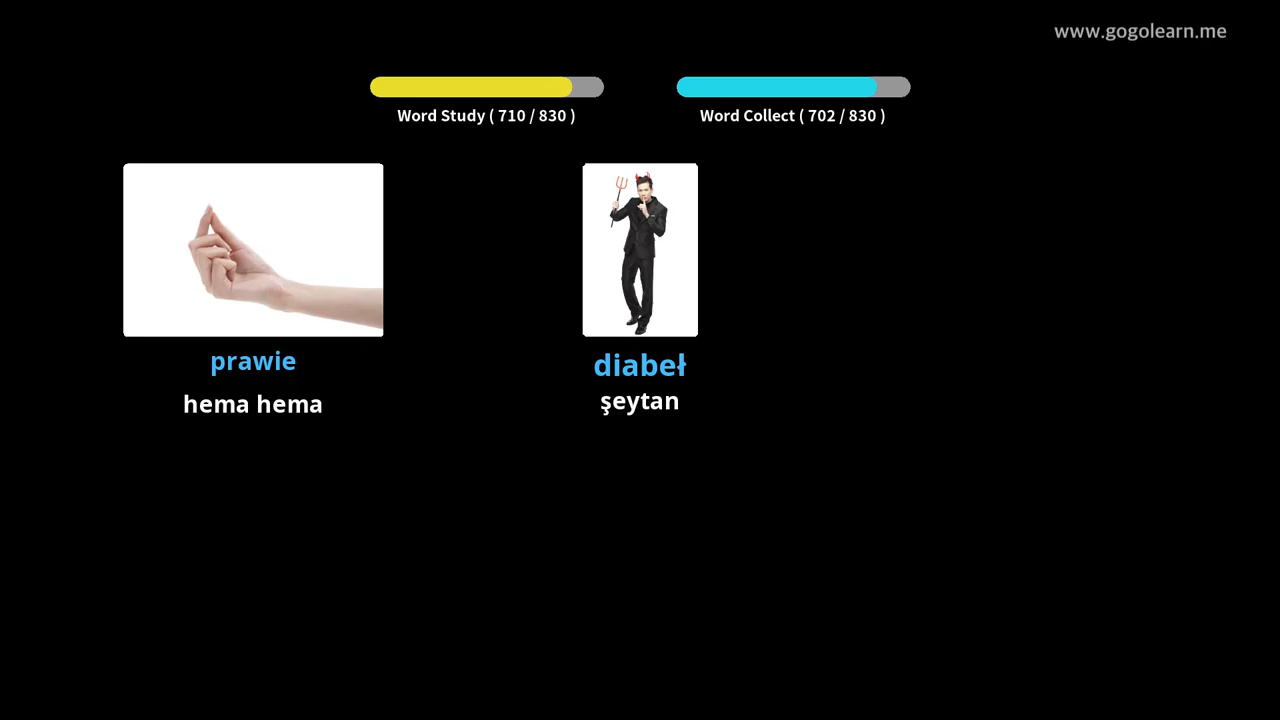 www.gogolearn.me
Word Study ( 710 / 830 )
Word Collect ( 702 / 830 )
prawie
hema hema
diabeł
şeytan